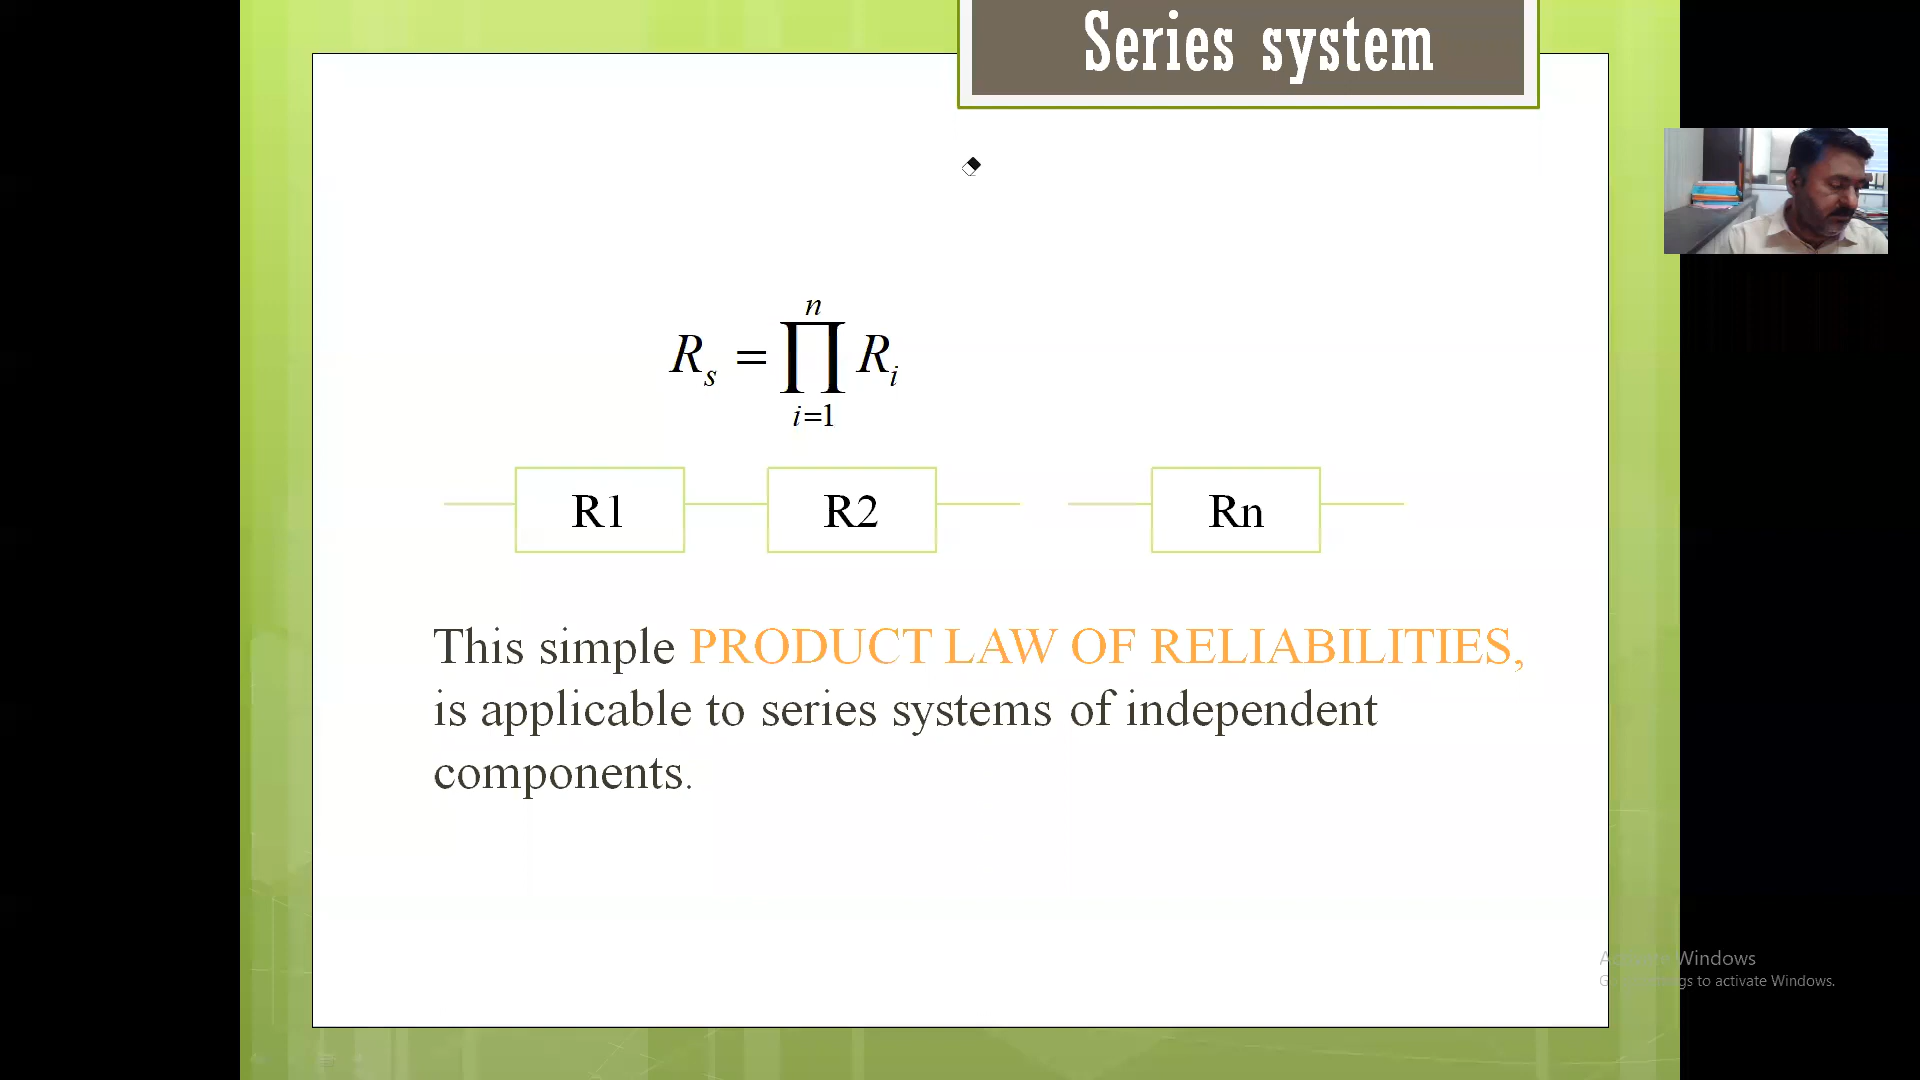 Series system
n
R_s = ∏ R_i
i=1
R1 R2 Rn
This simple PRODUCT LAW OF RELIABILITIES,
is applicable to series systems of independent
components.
Windows
to activate Windows.